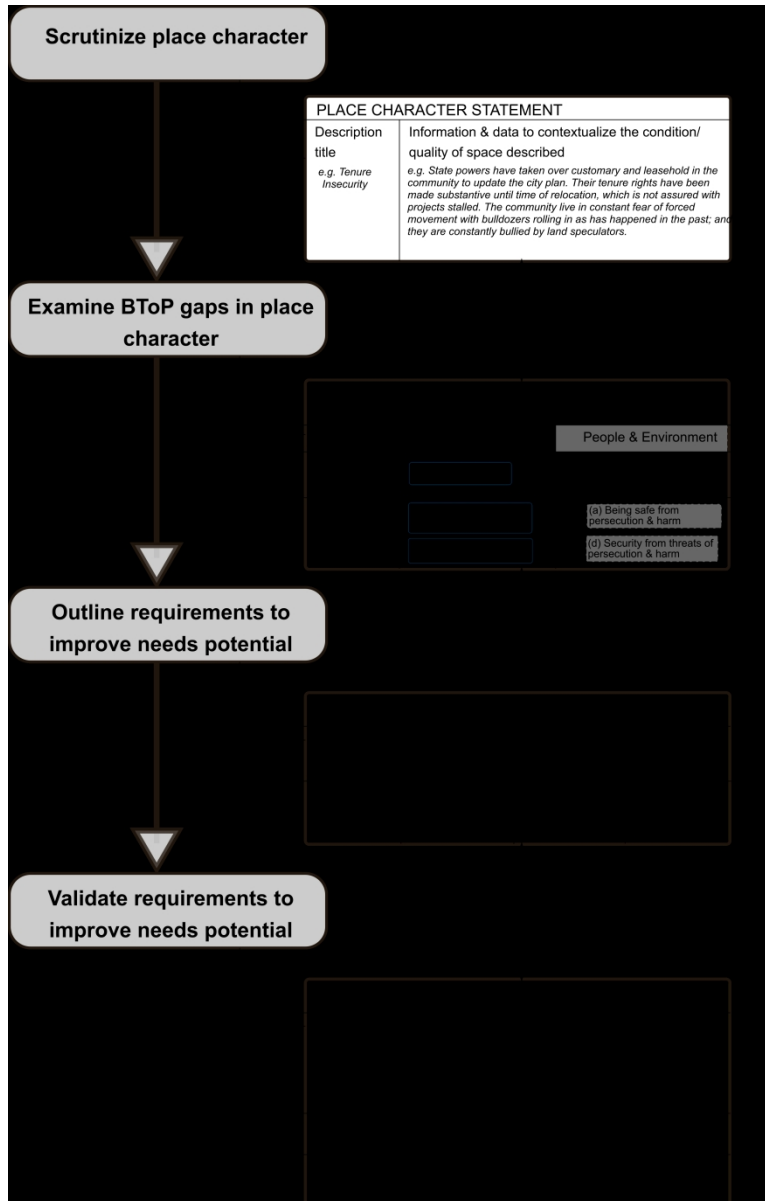 Scrutinize place character
PLACE CHARACTER STATEMENT
Description
title
Information & data to contextualize the condition/
quality of space described
e.g. Tenure
Insecurity
e.g. State powers have taken over customary and leasehold in the
community to update the city plan. Their tenure rights have been
made substantive until time of relocation, which is not assured with
projects stalled. The community live in constant fear of forced
movement with bulldozers rolling in as has happened in the past; and
they are constantly bullied by land speculators.
Examine BToP gaps in place
character
People & Environment
(a) Being safe from
persecution & harm
(d) Security from threats of
persecution & harm
Outline requirements to
improve needs potential
Validate requirements to
improve needs potential